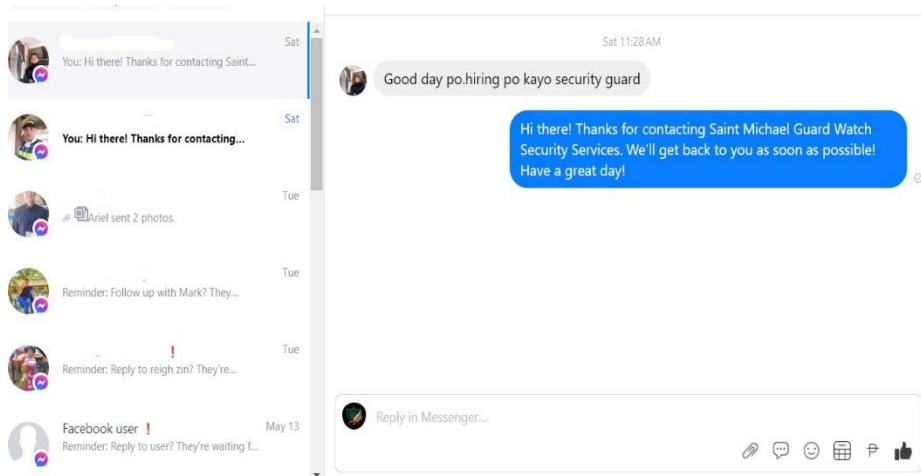 Sat
You: Hi there! Thanks for contacting Saint...
Sat
You: Hi there! Thanks for contacting...
Tue
Ariel sent 2 photos.
Tue
Reminder: Follow up with Mark? They...
Tue
Reminder: Reply to reigh zin? They're...
Facebook user
May 13
Reminder: Reply to user? They're waiting f...
Sat 11:28 AM
Good day po.hiring po kayo security guard
Hi there! Thanks for contacting Saint Michael Guard Watch
Security Services. We'll get back to you as soon as possible!
Have a great day!
Reply in Messenger...